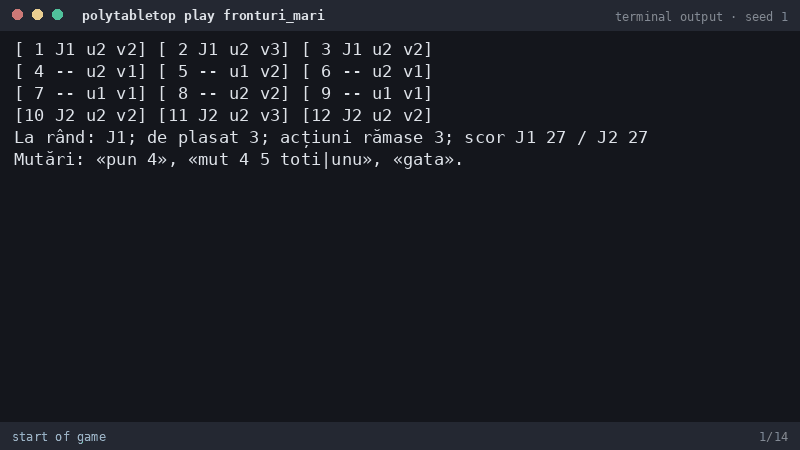 polytabletop play fronturi_mari
terminal output · seed 1
[ 1 J1 u2 v2] [ 2 J1 u2 v3] [ 3 J1 u2 v2]
[ 4 -- u2 v1] [ 5 -- u1 v2] [ 6 -- u2 v1]
[ 7 -- u1 v1] [ 8 -- u2 v2] [ 9 -- u1 v1]
[10 J2 u2 v2] [11 J2 u2 v3] [12 J2 u2 v2]
La rând: J1; de plasat 3; acțiuni rămase 3; scor J1 27 / J2 27
Mutări: «pun 4», «mut 4 5 toti|unu», «gata».
start of game
1/14